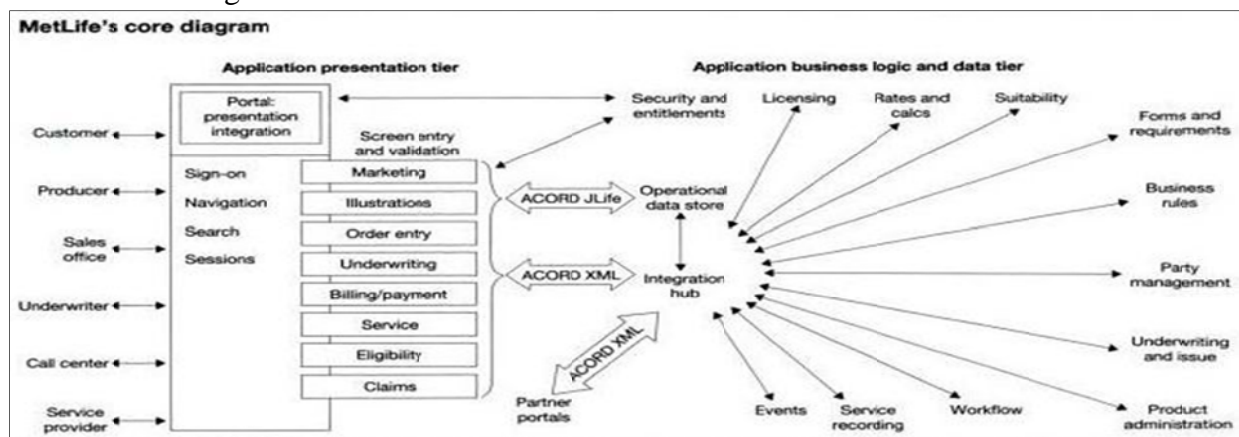 MetLife's core diagram
Application presentation tier
Application business logic and data tier
Portal:
presentation
integration
Customer
Producer
Sales
office
Underwriter
Call center
Service
provider
Sign-on
Navigation
Search
Sessions
Screen entry
and validation
Marketing
Illustrations
Order entry
Underwriting
Billing/payment
Service
Eligibility
Claims
ACORD JLife
ACORD XML
ACORD XML
Partner
portals
Security and
entitlements
Operational
data store
Integration
hub
Licensing
Rates and
calcs
Suitability
Forms and
requirements
Business
rules
Party
management
Underwriting
and issue
Product
administration
Workflow
Service
recording
Events